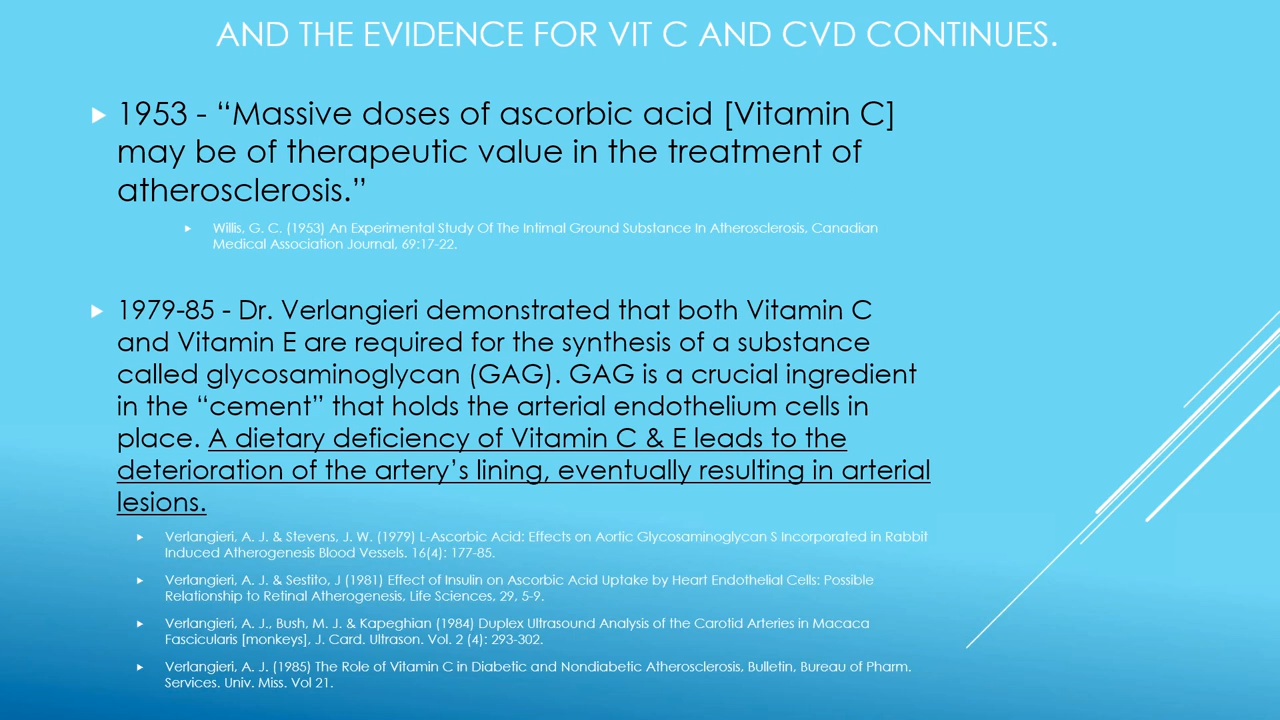 AND THE EVIDENCE FOR VIT C AND CVD CONTINUES.
1953 - “Massive doses of ascorbic acid [Vitamin C]
may be of therapeutic value in the treatment of
atherosclerosis.”
Willis, G. C. (1953) An Experimental Study Of The Intimal Ground Substance In Atherosclerosis, Canadian
Medical Association Journal, 69:17-22.
1979-85 - Dr. Verlangieri demonstrated that both Vitamin C
and Vitamin E are required for the synthesis of a substance
called glycosaminoglycan (GAG). GAG is a crucial ingredient
in the “cement” that holds the arterial endothelium cells in
place. A dietary deficiency of Vitamin C & E leads to the
deterioration of the artery’s lining, eventually resulting in arterial
lesions.
Verlangieri, A. J. & Stevens, J. W. (1979) L-Ascorbic Acid: Effects on Aortic Glycosaminoglycan S Incorporated in Rabbit
Induced Atherogenesis Blood Vessels. 16(4): 177-85.
Verlangieri, A. J. & Sestito, J (1981) Effect of Insulin on Ascorbic Acid Uptake by Heart Endothelial Cells: Possible
Relationship to Retinal Atherogenesis, Life Sciences, 29, 5-9.
Verlangieri, A. J., Bush, M. J. & Kapeghian (1984) Duplex Ultrasound Analysis of the Carotid Arteries in Macaca
Fascicularis [monkeys], J. Card. Ultrason. Vol. 2 (4): 293-302.
Verlangieri, A. J. (1985) The Role of Vitamin C in Diabetic and Nondiabetic Atherosclerosis, Bulletin, Bureau of Pharm.
Services. Univ. Miss. Vol 21.